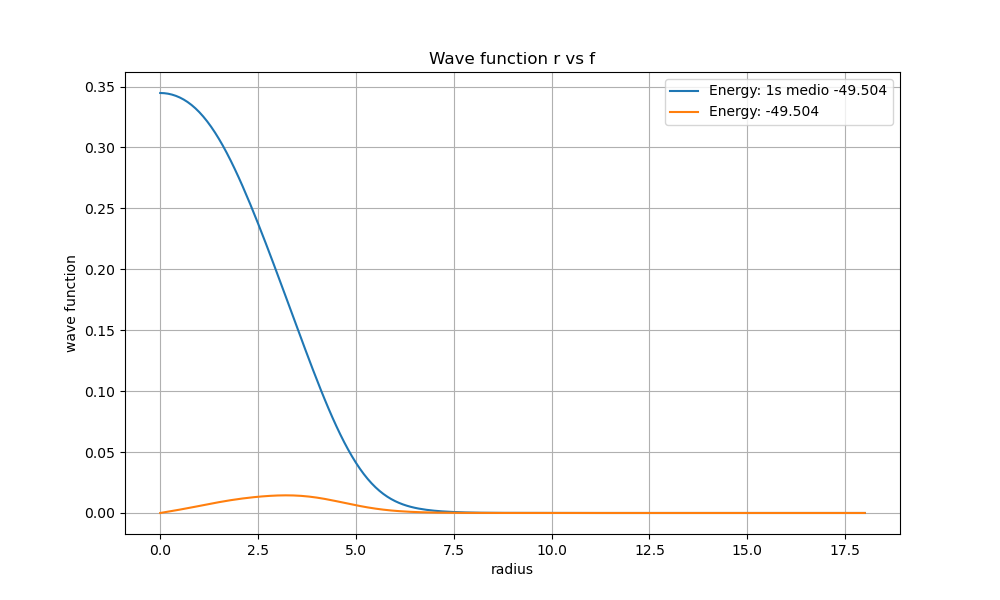 Wave function r vs f
Energy: 1s medio -49.504
Energy: -49.504
0.35
0.30
0.25
0.20
0.15
0.10
0.05
0.00
wave function
0.0 2.5 5.0 7.5 10.0 12.5 15.0 17.5
radius